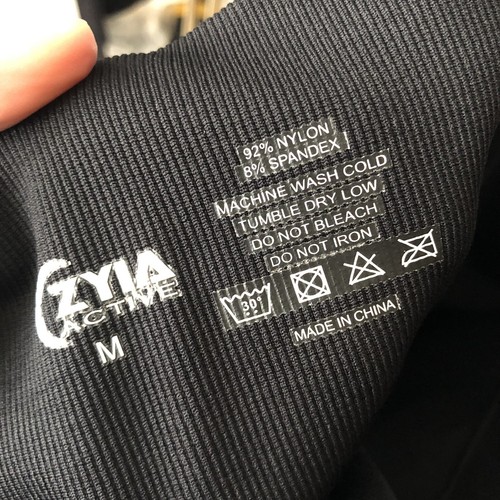 92% NYLON
8% SPANDEX
MACHINE WASH COLD
TUMBLE DRY LOW
DO NOT BLEACH
DO NOT IRON
30°
MADE IN CHINA
ZYIA
ACTIVE
M